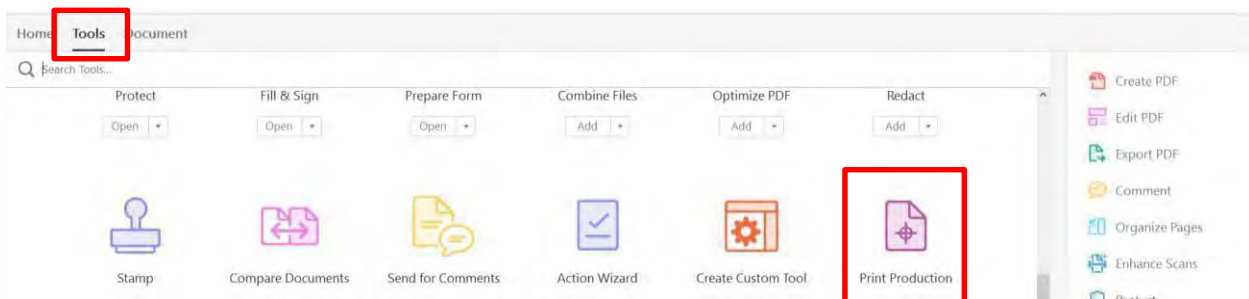 Home Tools Document
Search Tools...
Protect Fill & Sign Prepare Form Combine Files Optimize PDF Redact
Open Open Open Add Add Add
Stamp Compare Documents Send for Comments Action Wizard Create Custom Tool Print Production
Create PDF
Edit PDF
Export PDF
Comment
Organize Pages
Enhance Scans
Protect